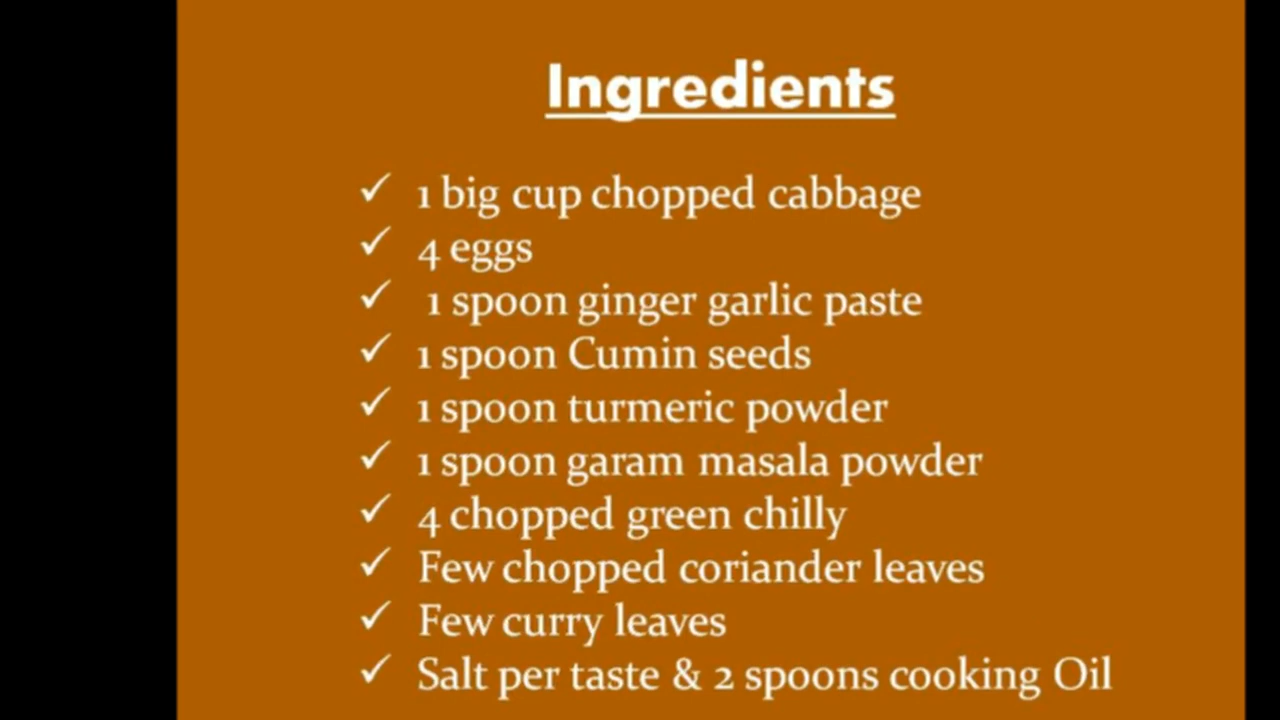 Ingredients
✓ 1 big cup chopped cabbage
✓ 4 eggs
✓ 1 spoon ginger garlic paste
✓ 1 spoon Cumin seeds
✓ 1 spoon turmeric powder
✓ 1 spoon garam masala powder
✓ 4 chopped green chilly
✓ Few chopped coriander leaves
✓ Few curry leaves
✓ Salt per taste & 2 spoons cooking Oil